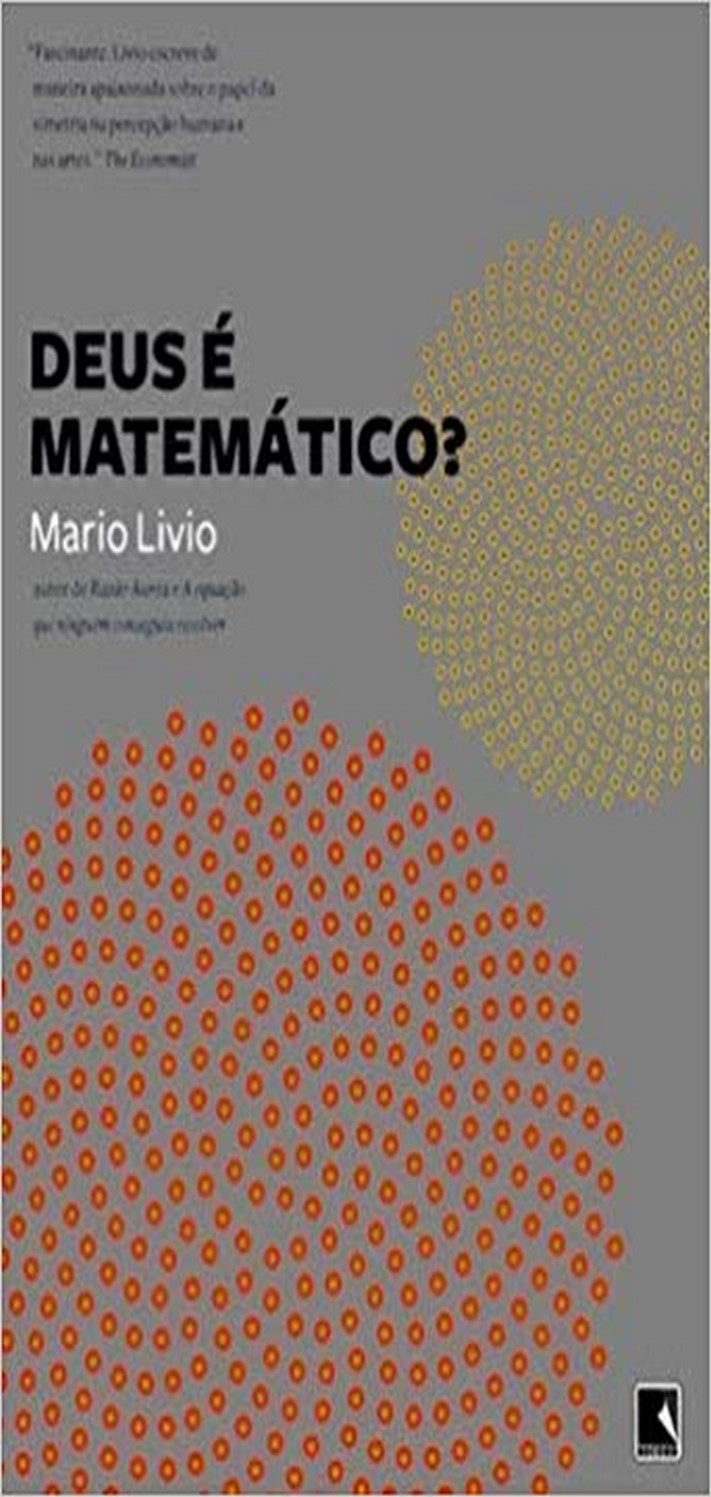 "Fascinante. Livio escreve de
maneira apaixonada sobre o papel da
simetria na percepção humana e
nas artes." The Economist
DEUS É
MATEMÁTICO?
Mario Livio
autor de Razão Áurea e A equação
que ninguém conseguia resolver